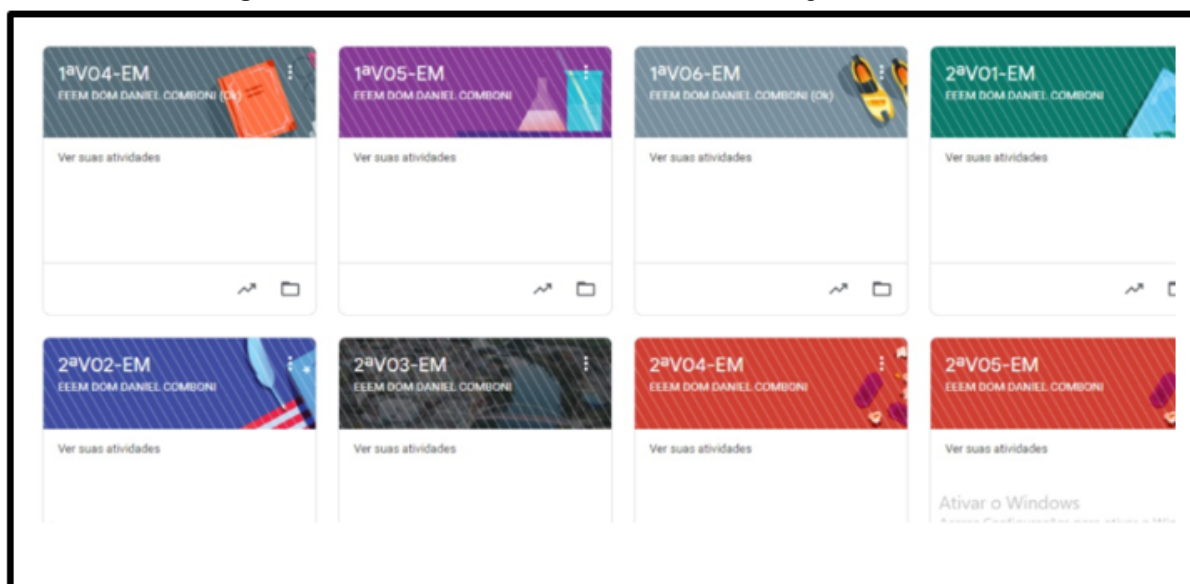 1ªV04-EM
EEEM DOM DANIEL COMBONI (Ok)
Ver suas atividades
1ªV05-EM
EEEM DOM DANIEL COMBONI
Ver suas atividades
1ªV06-EM
EEEM DOM DANIEL COMBONI (Ok)
Ver suas atividades
2ªV01-EM
EEEM DOM DANIEL COMBONI
Ver suas atividades
2ªV02-EM
EEEM DOM DANIEL COMBONI
Ver suas atividades
2ªV03-EM
EEEM DOM DANIEL COMBONI
Ver suas atividades
2ªV04-EM
EEEM DOM DANIEL COMBONI
Ver suas atividades
2ªV05-EM
EEEM DOM DANIEL COMBONI
Ver suas atividades
Ativar o Windows